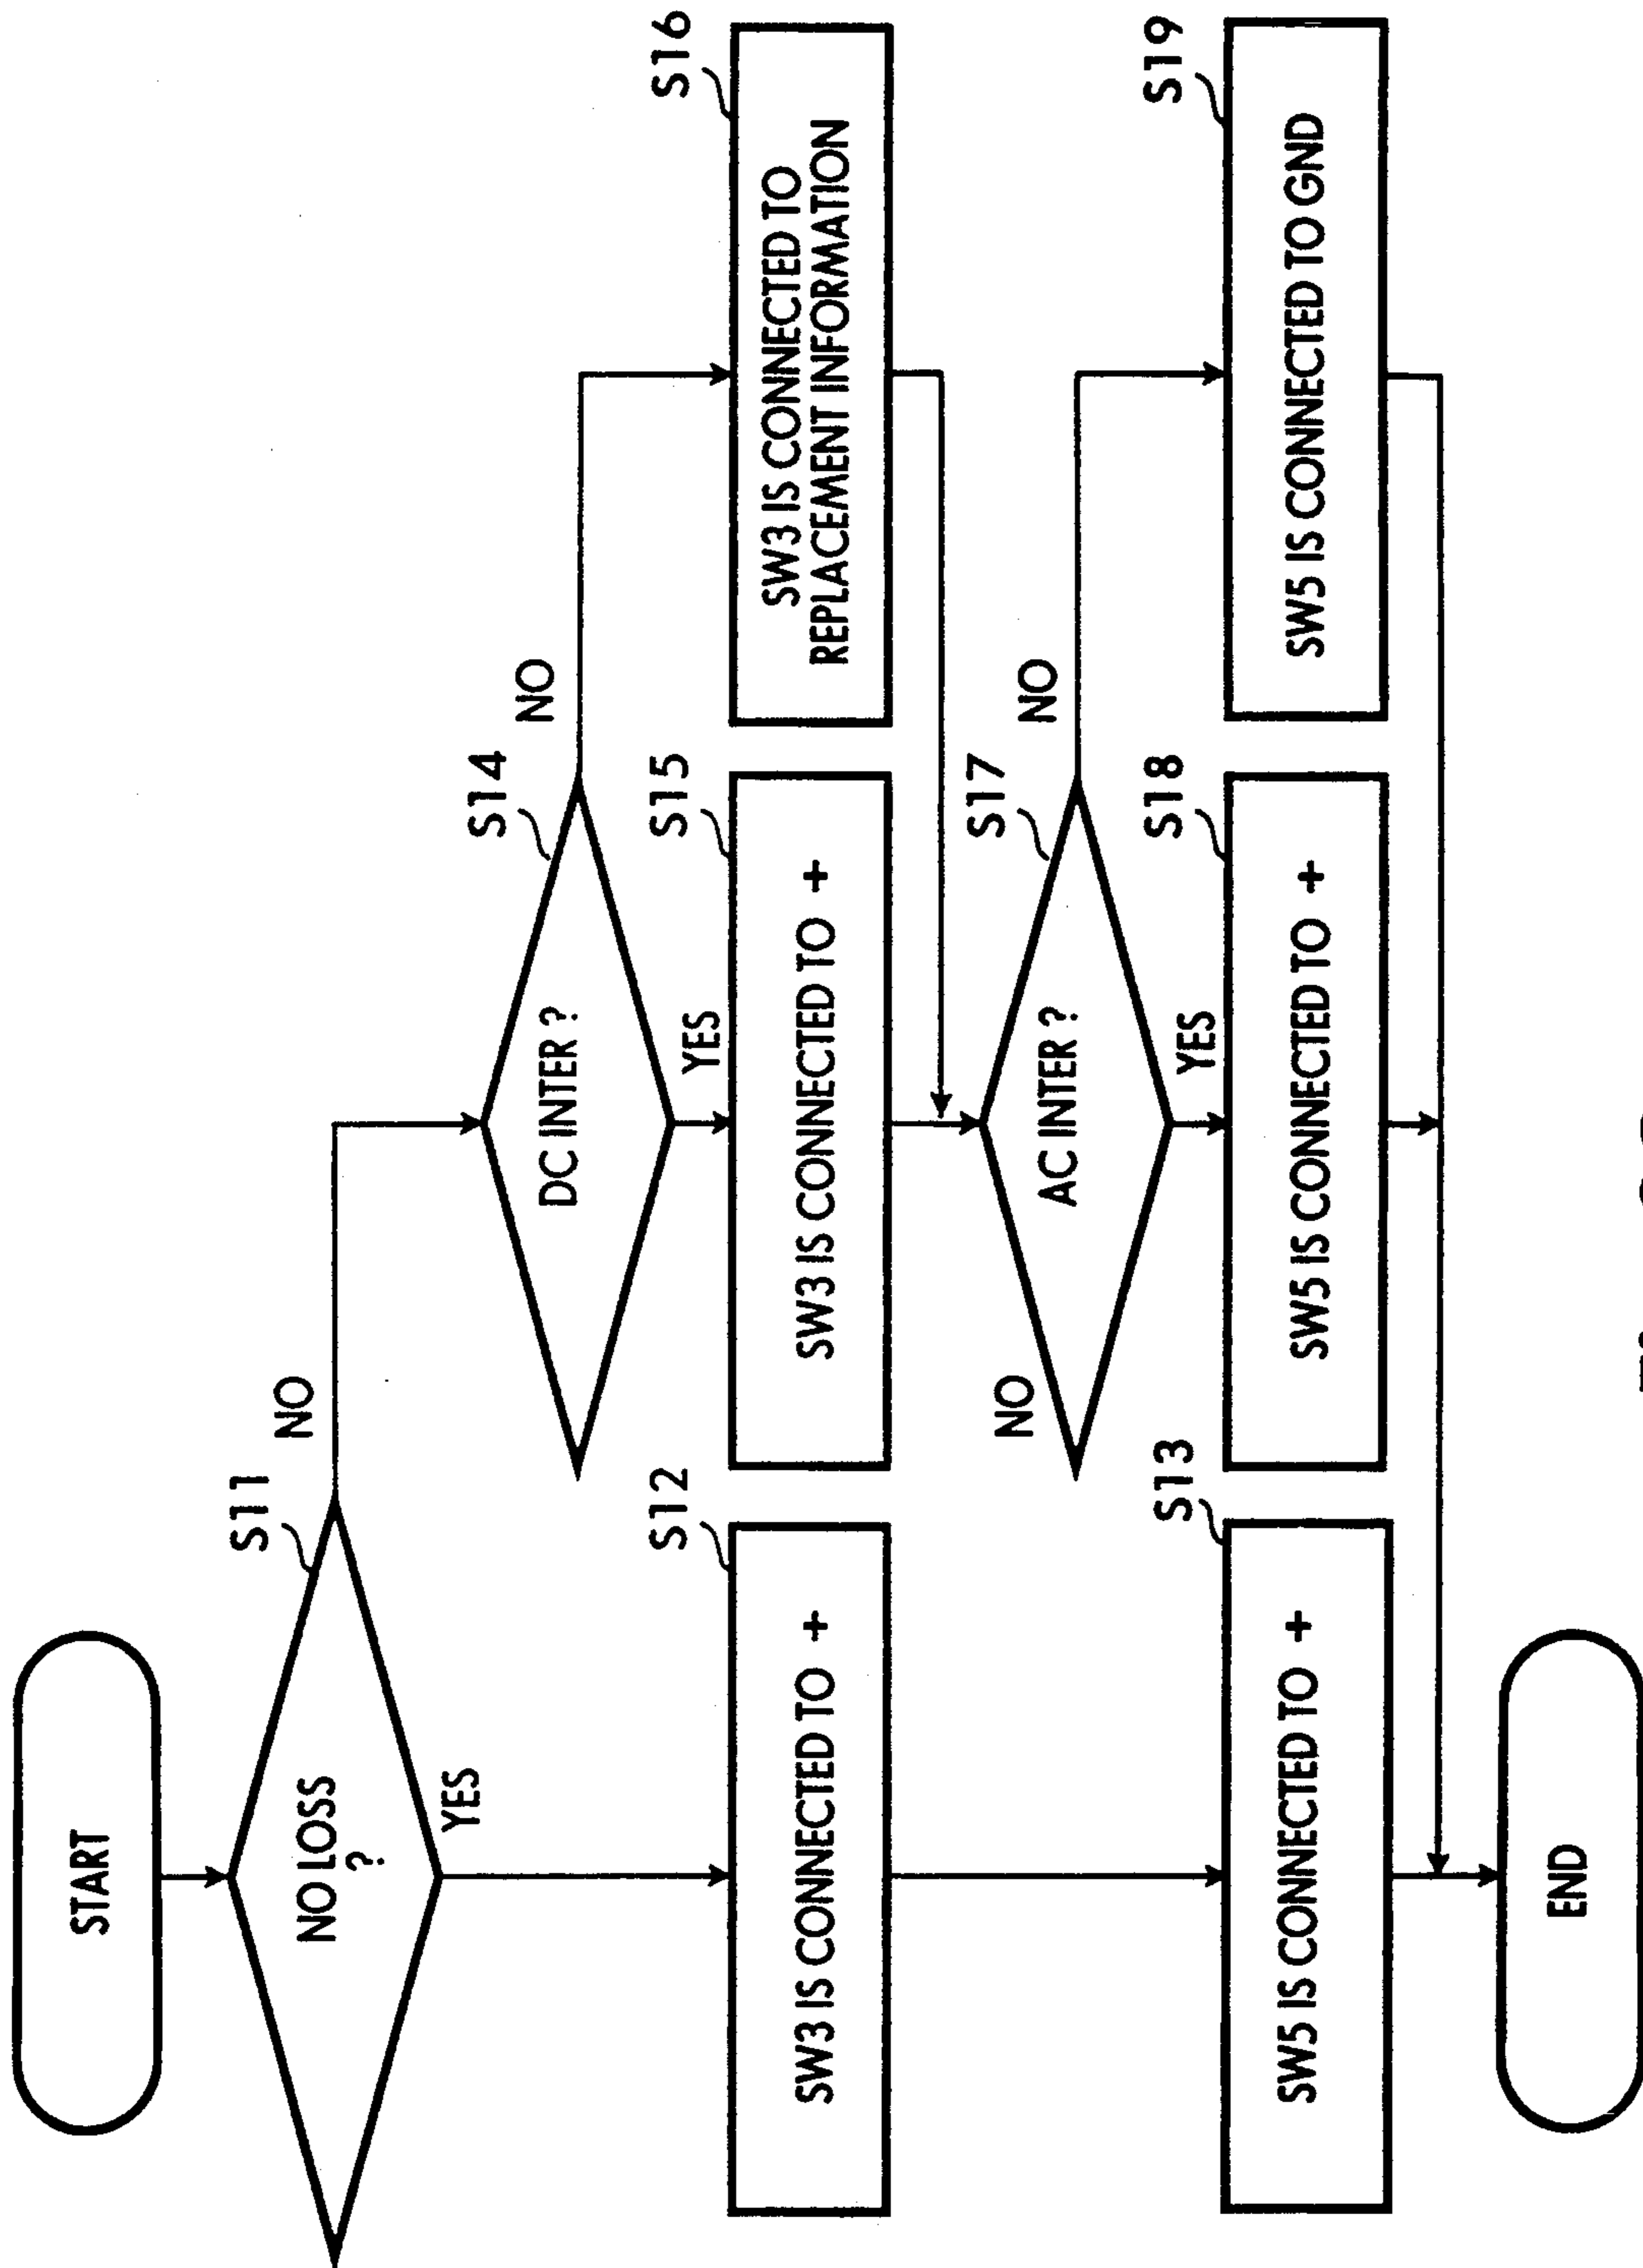 START
S11
NO LOSS
?
NO
YES
S14
DC INTER ?
NO
YES
S12
SW3 IS CONNECTED TO +
S15
SW3 IS CONNECTED TO +
S16
SW3 IS CONNECTED TO
REPLACEMENT INFORMATION
NO
S17
AC INTER ?
NO
YES
S13
SW5 IS CONNECTED TO +
S18
SW5 IS CONNECTED TO +
S19
SW5 IS CONNECTED TO GND
END